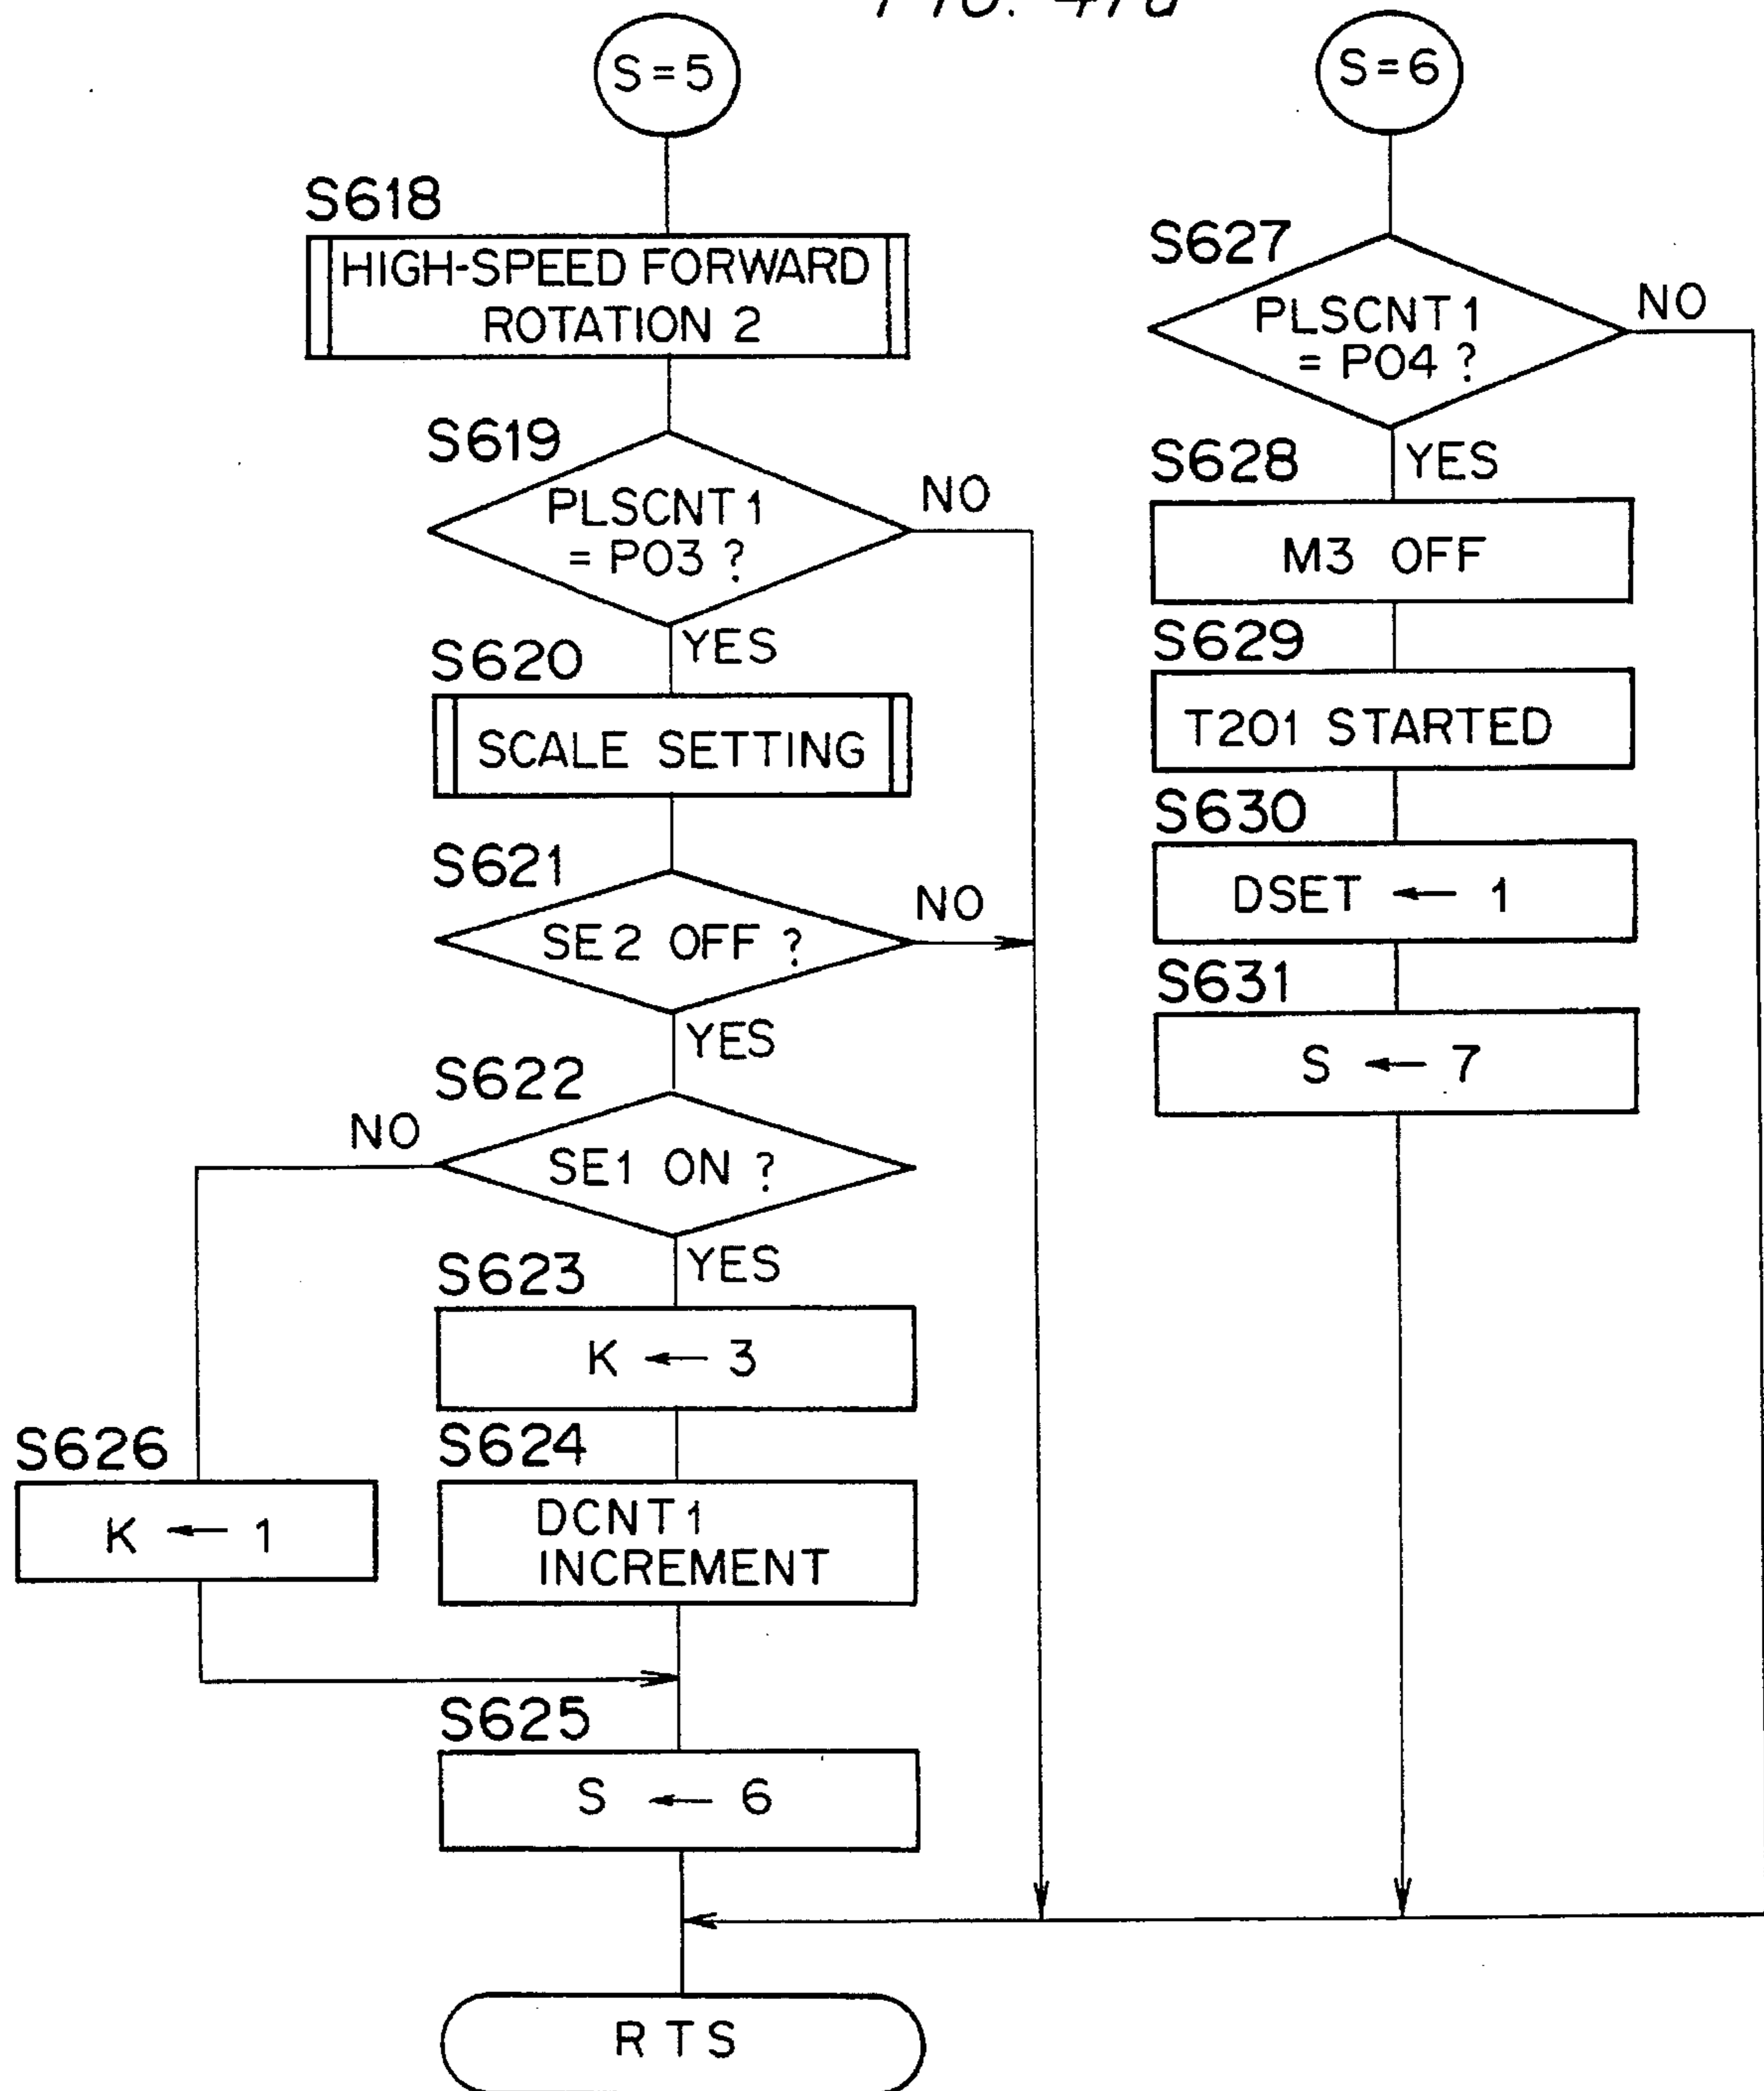 S=5
S618
HIGH-SPEED FORWARD
ROTATION 2
S619
PLSCNT1
= P03 ?
NO
YES
S620
SCALE SETTING
S621
SE2 OFF ?
NO
YES
S622
SE1 ON ?
NO
YES
S623
K ← 3
S624
DCNT1
INCREMENT
S626
K ← 1
S625
S ← 6
RTS
S=6
S627
PLSCNT1
= P04 ?
NO
YES
S628
M3 OFF
S629
T201 STARTED
S630
DSET ← 1
S631
S ← 7